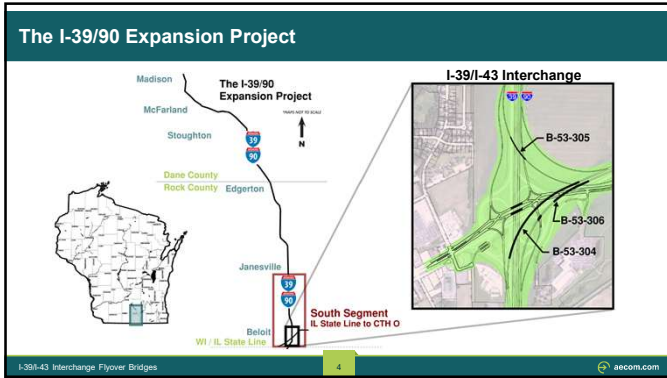 The I-39/90 Expansion Project
Madison
McFarland
Stoughton
The I-39/90
Expansion Project
*MAPS NOT TO SCALE
N
39
90
Dane County
Rock County
Edgerton
Janesville
39
90
South Segment
IL State Line to CTH O
Beloit
WI / IL State Line
I-39/I-43 Interchange
39 90
B-53-305
B-53-306
B-53-304
I-39/I-43 Interchange Flyover Bridges
4
aecom.com